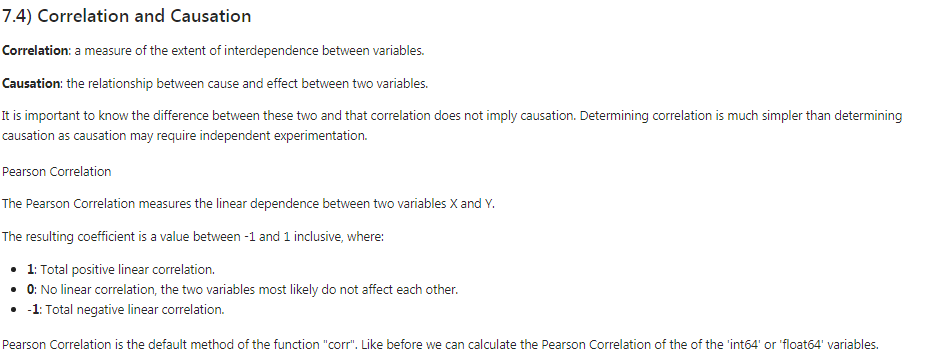 7.4) Correlation and Causation
Correlation: a measure of the extent of interdependence between variables.
Causation: the relationship between cause and effect between two variables.
It is important to know the difference between these two and that correlation does not imply causation. Determining correlation is much simpler than determining
causation as causation may require independent experimentation.
Pearson Correlation
The Pearson Correlation measures the linear dependence between two variables X and Y.
The resulting coefficient is a value between -1 and 1 inclusive, where:
• 1: Total positive linear correlation.
• 0: No linear correlation, the two variables most likely do not affect each other.
• -1: Total negative linear correlation.
Pearson Correlation is the default method of the function "corr". Like before we can calculate the Pearson Correlation of the of the 'int64' or 'float64' variables.